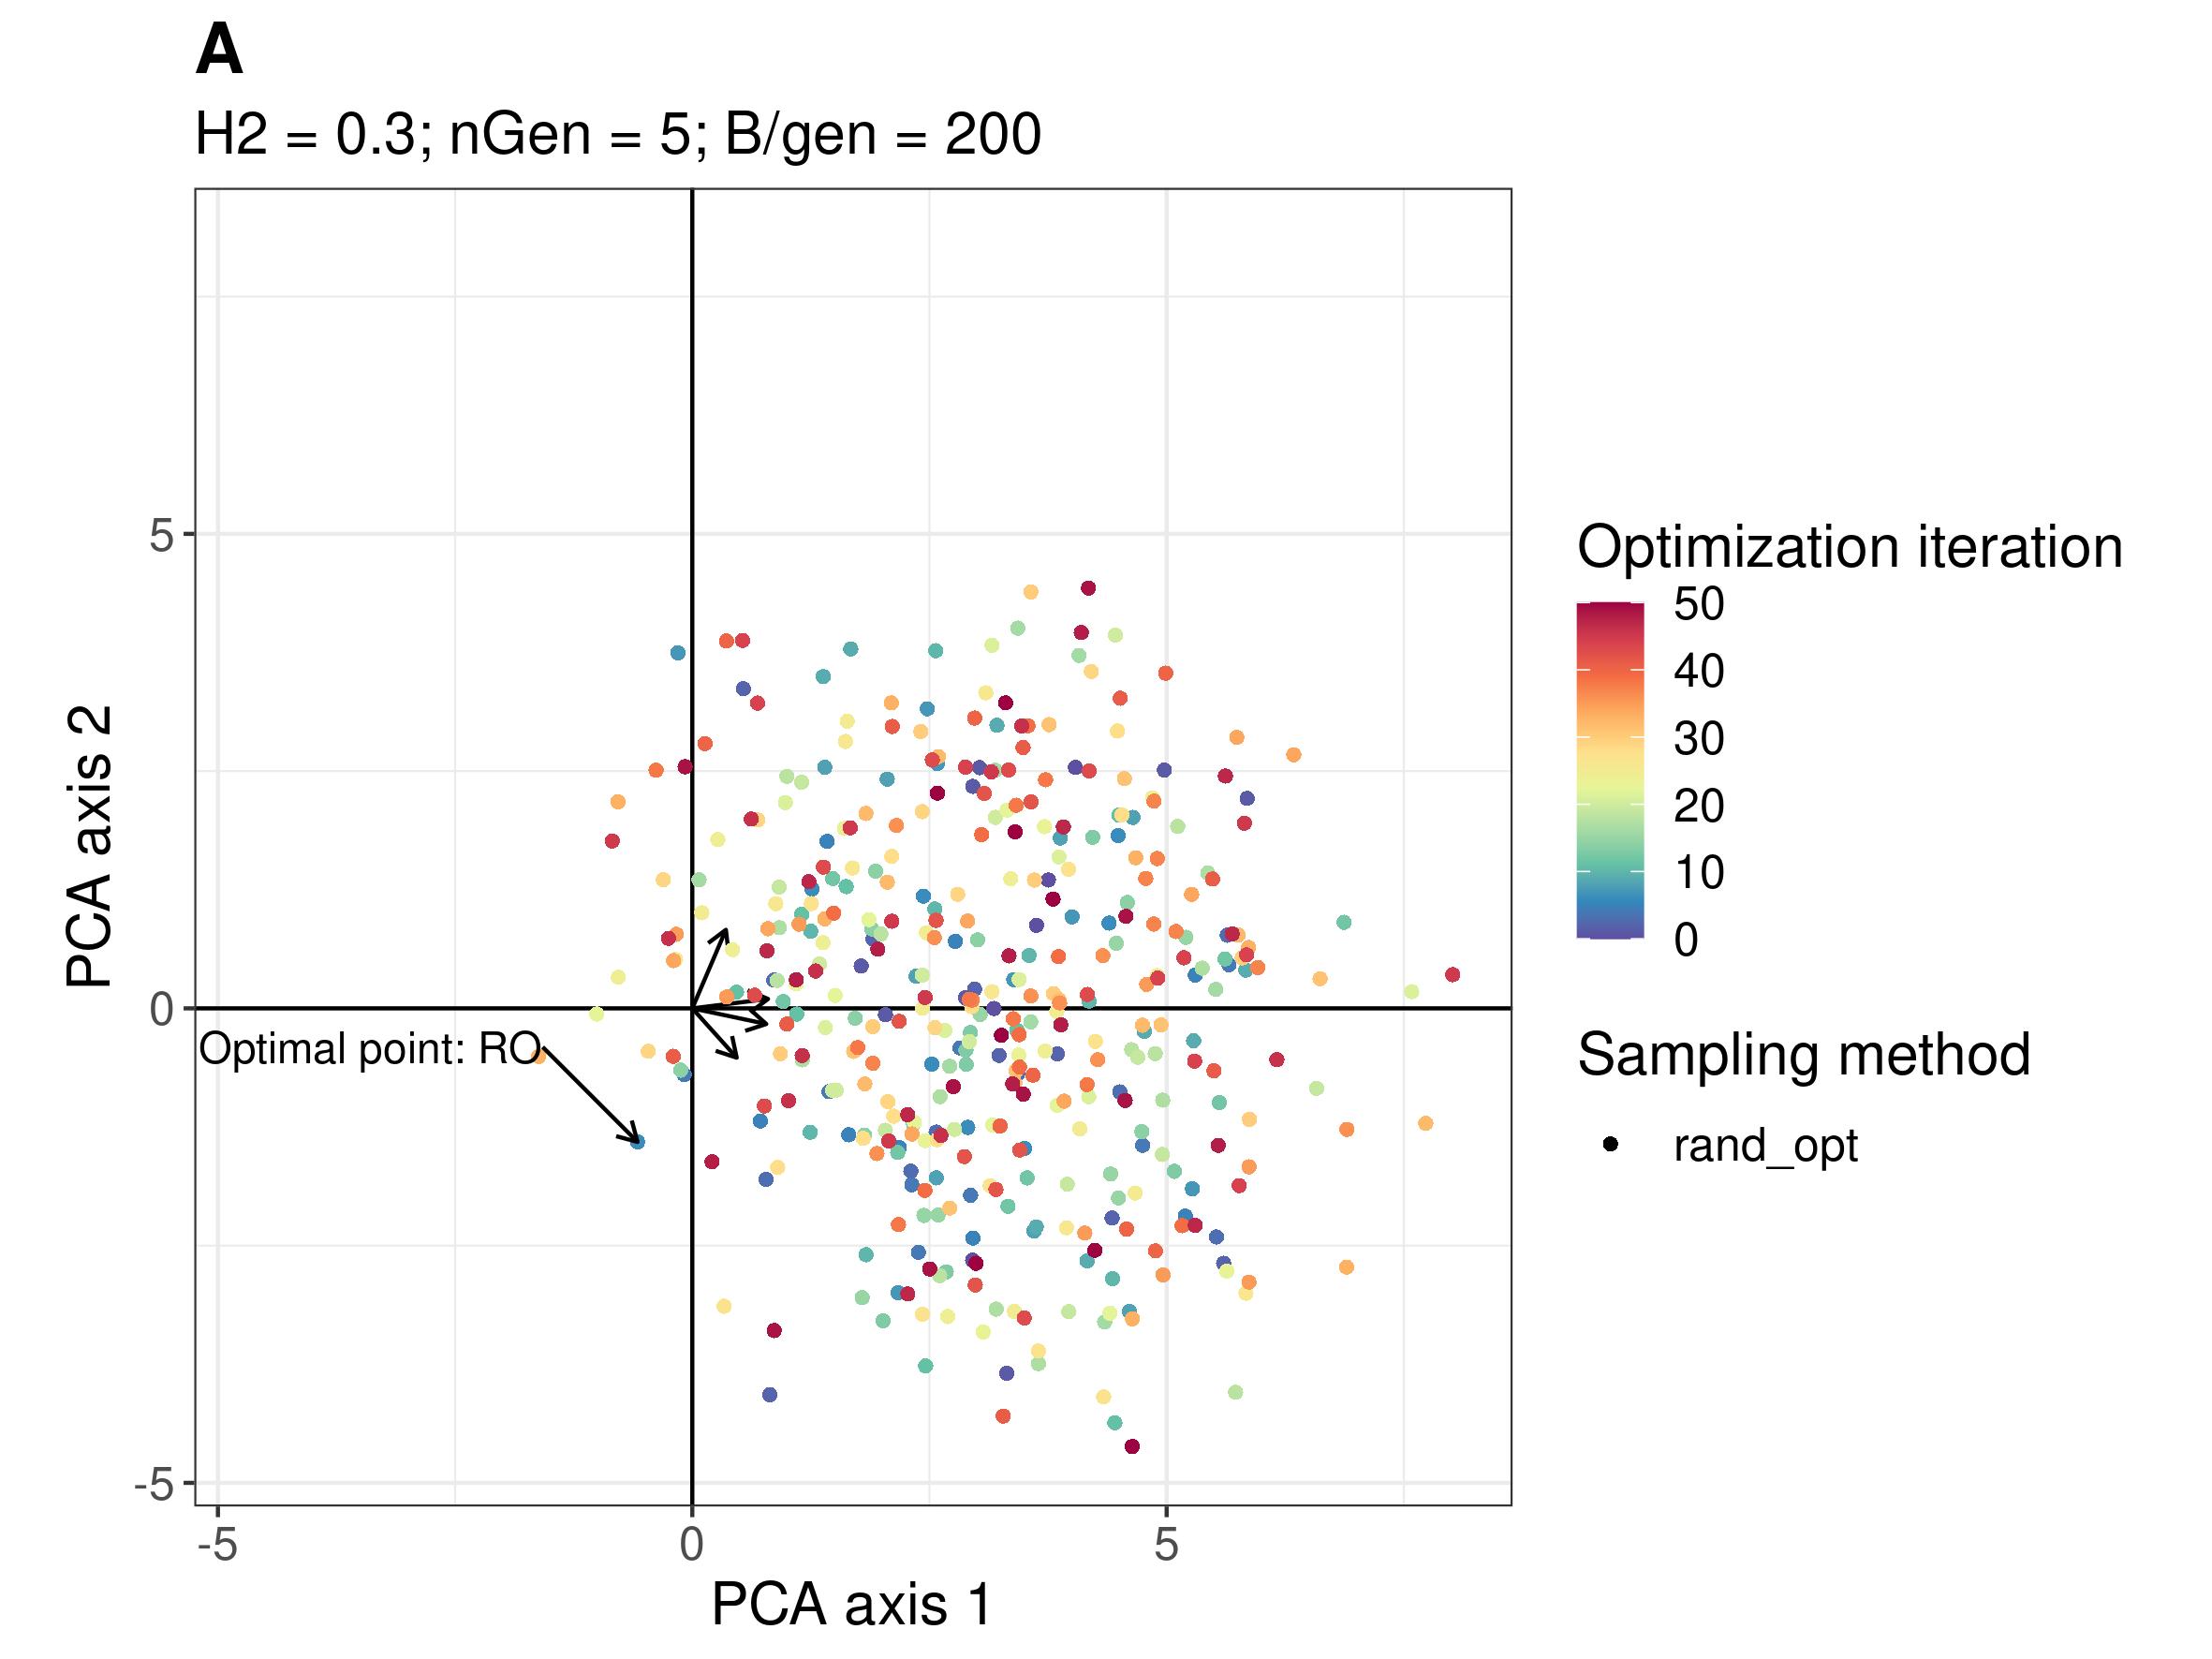 A
H2 = 0.3; nGen = 5; B/gen = 200
PCA axis 2
5
0
-5
Optimal point: RO
-5
0
5
PCA axis 1
Optimization iteration
50
40
30
20
10
0
Sampling method
rand_opt